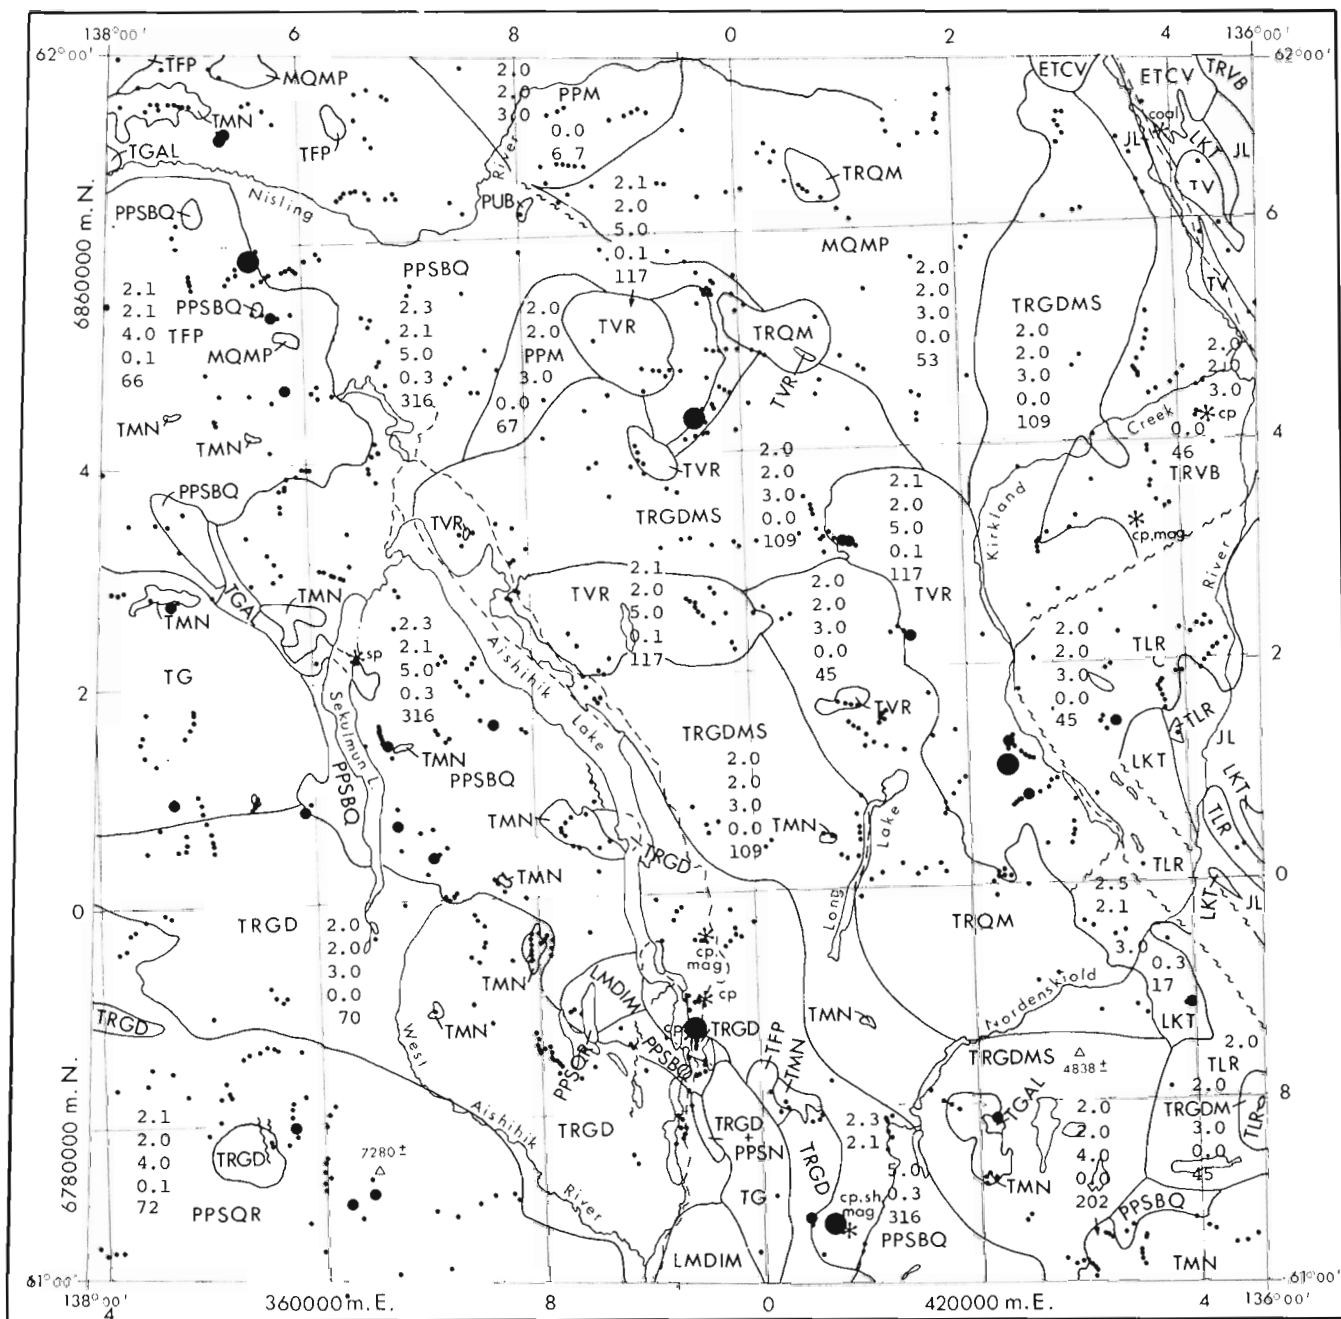 138°00'
6
8
0
2
4
136°00'
62°00'
62°00'
TFP
MQMP
2.0
2.0
3.0
PPM
0.0
6 7
ETCV
ETCV
TRVB
coal
TMN
TFP
TGAL
River
JL
LKT
JL
TRQM
TV
Nisling
2.1
2.0
5.0
0.1
117
PUB
PPSBQ
6
MQMP
6860000 m. N.
PPSBQ
2.3
2.1
5.0
0.3
316
2.0
2.0
3.0
0.0
53
TV
2.1
2.1
4.0
0.1
66
PPSBQ
TFP
MQMP
2.0
2.0
PPM
3.0
0.0
67
TVR
TRQM
TVR
TRGDMS
2.0
2.0
3.0
0.0
109
2.0
2.0
3.0
cp
0.0
46
TRVB
Creek
TMN
TMN
4
4
TVR
2.0
2.0
3.0
0.0
109
PPSBQ
2.1
2.0
5.0
0.1
117
TVR
TRGDMS
Kirkland
cp,mag
TVR
River
TGAL
TMN
TMN
TVR
2.1
2.0
5.0
0.1
117
2.0
2.0
3.0
0.0
45
2.3
2.1
5.0
0.3
316
Aishihik
Lake
sp
TG
2.0
2.0
3.0
0.0
45
TLR
2
2
Sekulmun L.
TVR
TLR
JL
TRGDMS
2.0
2.0
3.0
0.0
109
TMN
PPSBQ
PPSBQ
LKT
LKT
TLR
TMN
TMN
TRGD
Lake
Long
TLR
0
TMN
2.5
2.1
3.0
0.3
17
LKT
JL
0
TRGD
2.0
2.0
3.0
0.0
70
TRQM
cp,
mag
cp
TMN
LMDIM
Nordenskiold
TRGD
TMN
TMN
LKT
cp
TRGD
PPSBQ
PPSQR
TFP
TMN
TRGDMS
4838±
2.0
TLR
2.0
TRGDM
3.0
0.0
45
TLR
West
Aishihik
River
6780000 m. N.
8
TGAL
2.0
2.0
4.0
0.0
202
2.1
2.0
4.0
0.1
72
TRGD
7280±
TRGD
TRGD
+
PPSN
TRGD
2.3
2.1
5.0
0.3
316
PPSBQ
TMN
PPSBQ
PPSQR
TG
cp,sh
mag
LMDIM
TMN
61°00'
61°00'
138°00'
4
360000 m.E.
8
0
420000 m.E.
4
136°00'